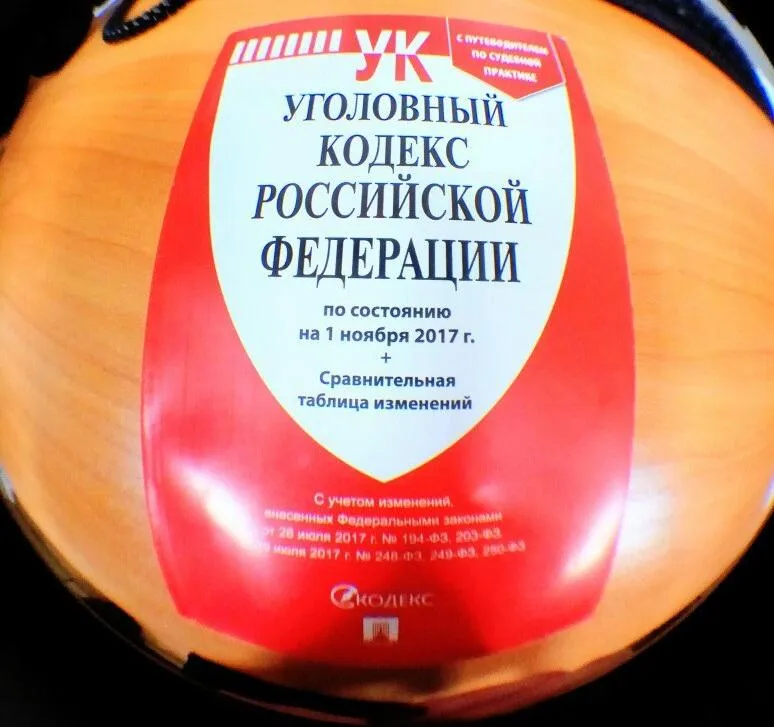 УК
С ПУТЕВОДИТЕЛЕМ
ПО СУДЕБНОЙ
ПРАКТИКЕ
УГОЛОВНЫЙ
КОДЕКС
РОССИЙСКОЙ
ФЕДЕРАЦИИ
по состоянию
на 1 ноября 2017 г.
+
Сравнительная
таблица изменений
С учетом изменений,
внесенных Федеральными законами
от 26 июля 2017 г. № 194-ФЗ, 203-ФЗ,
июля 2017 г. № 248-ФЗ, 249-ФЗ, 250-ФЗ
КОДЕКС